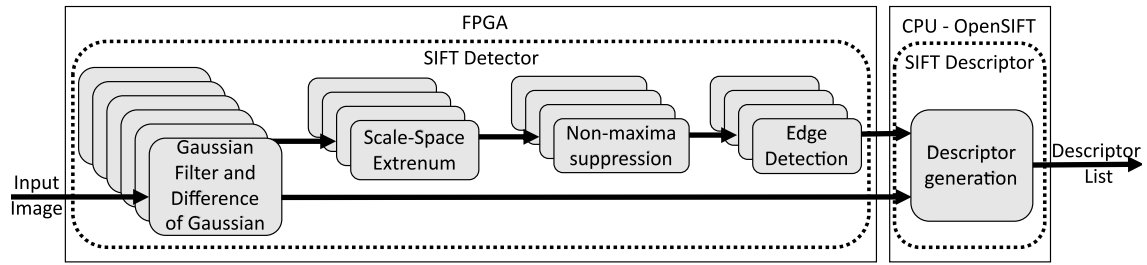 FPGA
CPU - OpenSIFT
SIFT Detector
SIFT Descriptor
Gaussian
Filter and
Difference
of Gaussian
Scale-Space
Extrenum
Non-maxima
suppression
Edge
Detection
Descriptor
generation
Input
Image
Descriptor
List